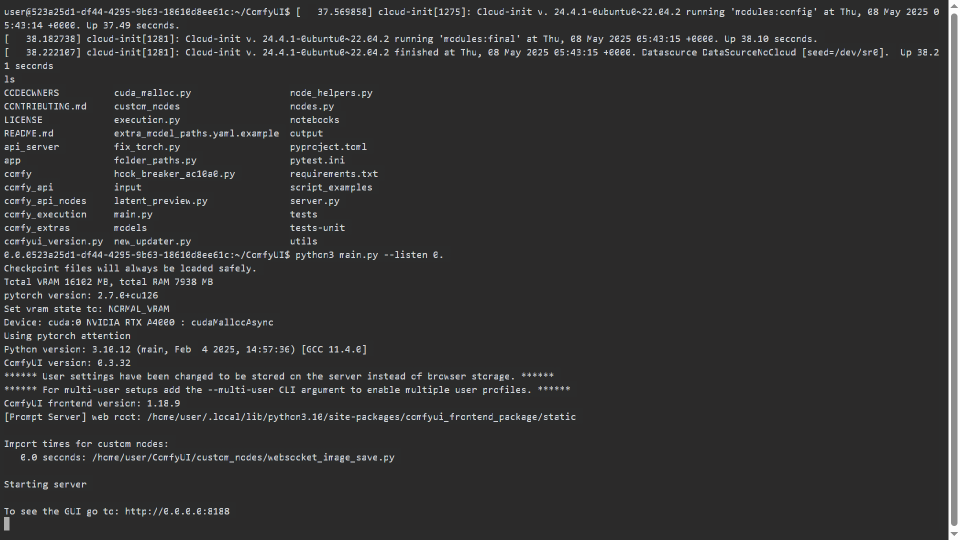 user@523a25d1-df44-4295-9b63-18610d8ee61c:~/ComfyUI$ [   37.565858] cloud-init[1275]: Cloud-init v. 24.4.1-0ubuntu0~22.04.2 running 'modules:config' at Thu, 08 May 2025 0
5:43:14 +0000. Up 37.49 seconds.
[   38.182738] cloud-init[1281]: Cloud-init v. 24.4.1-0ubuntu0~22.04.2 running 'modules:final' at Thu, 08 May 2025 05:43:15 +0000. Up 38.10 seconds.
[   38.222107] cloud-init[1281]: Cloud-init v. 24.4.1-0ubuntu0~22.04.2 finished at Thu, 08 May 2025 05:43:15 +0000. Datasource DataSourceNoCloud [seed=/dev/sr0].  Up 38.2
1 seconds
ls
CODEOWNERS          cuda_malloc.py                 node_helpers.py
CONTRIBUTING.md     custom_nodes                   nodes.py
LICENSE             execution.py                   notebooks
README.md           extra_model_paths.yaml.example output
api_server          fix_torch.py                   pyproject.toml
app                 folder_paths.py                pytest.ini
comfy               hook_breaker_ac10a0.py         requirements.txt
comfy_api           input                          script_examples
comfy_api_nodes     latent_preview.py              server.py
comfy_execution     main.py                        tests
comfy_extras        models                         tests-unit
comfyui_version.py  new_updater.py                 utils
0.0.0523a25d1-df44-4295-9b63-18610d8ee61c:~/ComfyUI$ python3 main.py --listen 0.
Checkpoint files will always be loaded safely.
Total VRAM 16102 MB, total RAM 7938 MB
pytorch version: 2.7.0+cu126
Set vram state to: NORMAL_VRAM
Device: cuda:0 NVIDIA RTX A4000 : cudaMallocAsync
Using pytorch attention
Python version: 3.10.12 (main, Feb  4 2025, 14:57:36) [GCC 11.4.0]
ComfyUI version: 0.3.32
****** User settings have been changed to be stored on the server instead of browser storage. ******
****** For multi-user setups add the --multi-user CLI argument to enable multiple user profiles. ******
ComfyUI frontend version: 1.18.9
[Prompt Server] web root: /home/user/.local/lib/python3.10/site-packages/comfyui_frontend_package/static
Import times for custom nodes:
   0.0 seconds: /home/user/ComfyUI/custom_nodes/websocket_image_save.py
Starting server
To see the GUI go to: http://0.0.0.0:8188